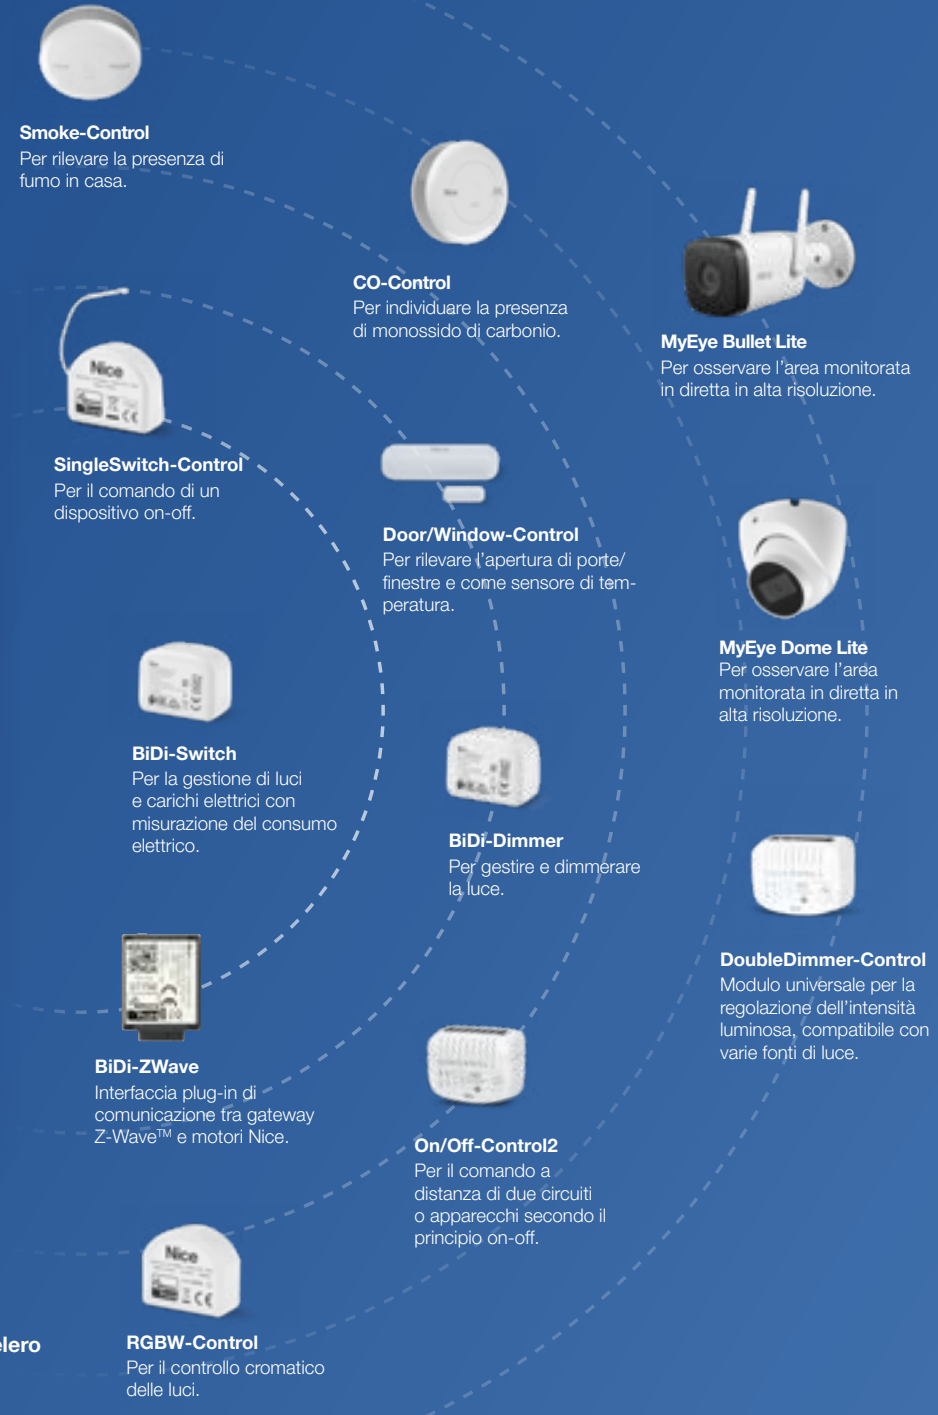 Smoke-Control
Per rilevare la presenza di
fumo in casa.
CO-Control
Per individuare la presenza
di monossido di carbonio.
MyEye Bullet Lite
Per osservare l'area monitorata
in diretta in alta risoluzione.
Nice
SingleSwitch-Control
Per il comando di un
dispositivo on-off.
Door/Window-Control
Per rilevare l'apertura di porte/
finestre e come sensore di tem-
peratura.
MyEye Dome Lite
Per osservare l'area
monitorata in diretta in
alta risoluzione.
BiDi-Switch
Per la gestione di luci
e carichi elettrici con
misurazione del consumo
elettrico.
BiDi-Dimmer
Per gestire e dimmerare
la luce.
DoubleDimmer-Control
Modulo universale per la
regolazione dell'intensità
luminosa, compatibile con
varie fonti di luce.
BiDi-ZWave
Interfaccia plug-in di
comunicazione tra gateway
Z-Wave™ e motori Nice.
On/Off-Control2
Per il comando a
distanza di due circuiti
o apparecchi secondo il
principio on-off.
Nice
elero
RGBW-Control
Per il controllo cromatico
delle luci.